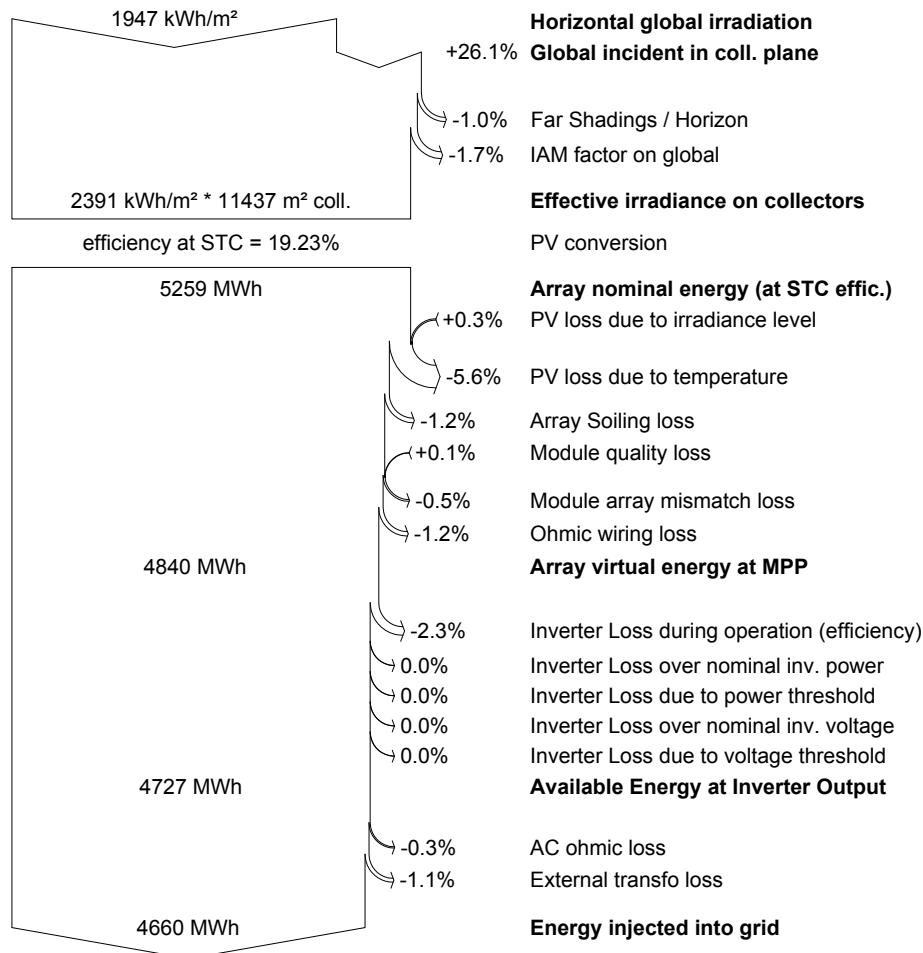 1947 kWh/m² Horizontal global irradiation
+26.1% Global incident in coll. plane
-1.0% Far Shadings / Horizon
-1.7% IAM factor on global
2391 kWh/m² * 11437 m² coll. Effective irradiance on collectors
efficiency at STC = 19.23% PV conversion
5259 MWh Array nominal energy (at STC effic.)
+0.3% PV loss due to irradiance level
-5.6% PV loss due to temperature
-1.2% Array Soiling loss
+0.1% Module quality loss
-0.5% Module array mismatch loss
-1.2% Ohmic wiring loss
4840 MWh Array virtual energy at MPP
-2.3% Inverter Loss during operation (efficiency)
0.0% Inverter Loss over nominal inv. power
0.0% Inverter Loss due to power threshold
0.0% Inverter Loss over nominal inv. voltage
0.0% Inverter Loss due to voltage threshold
4727 MWh Available Energy at Inverter Output
-0.3% AC ohmic loss
-1.1% External transfo loss
4660 MWh Energy injected into grid